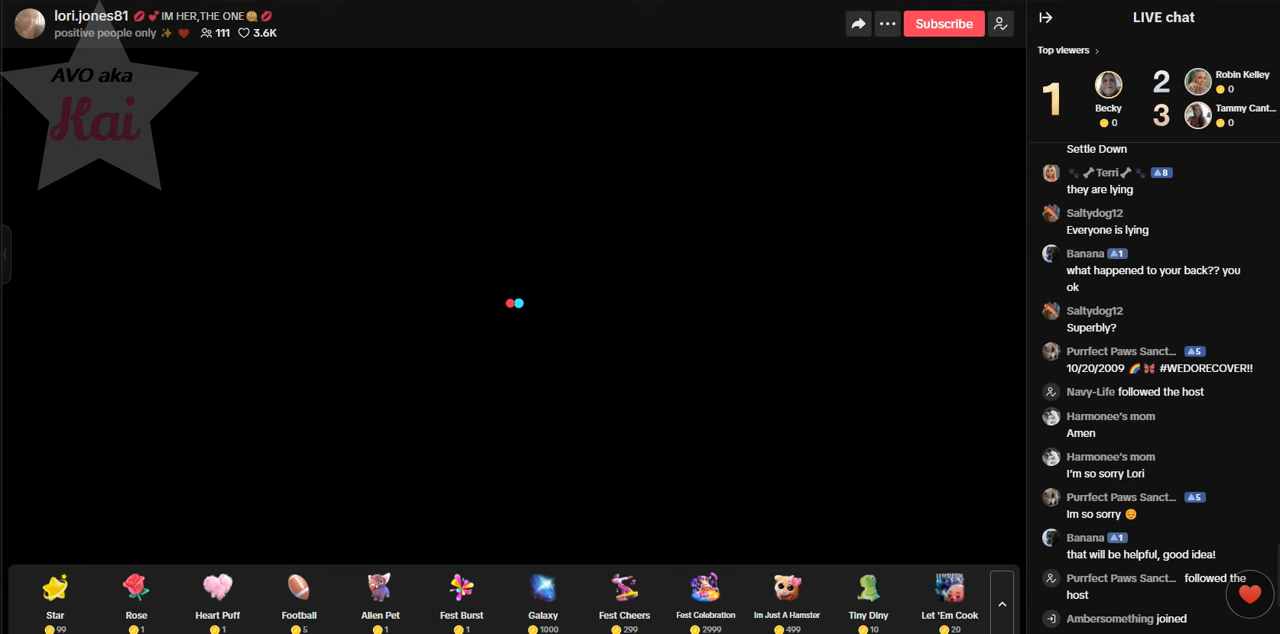 lori.jones81 💋💕IM HER,THE ONE🤐💋
positive people only ✨ ❤️ 111 3.6K
Subscribe
AVO aka
Kai
LIVE chat
Top viewers >
1
Becky
0
2
Robin Kelley
0
3
Tammy Cant...
0
Settle Down
🐾🦴Terri🦴🐾 8
they are lying
Saltydog12
Everyone is lying
Banana 1
what happened to your back?? you
ok
Saltydog12
Superbly?
Purrfect Paws Sanct... 5
10/20/2009 🌈🦋 #WEDORECOVER!!
Navy-Life followed the host
Harmonee's mom
Amen
Harmonee's mom
I'm so sorry Lori
Purrfect Paws Sanct... 5
Im so sorry 😔
Banana 1
that will be helpful, good idea!
Purrfect Paws Sanct... followed the
host
Ambersomething joined
Star
99
Rose
1
Heart Puff
1
Football
5
Alien Pet
1
Fest Burst
1
Galaxy
1000
Fest Cheers
299
Fest Celebration
2999
Im Just A Hamster
499
Tiny Diny
10
Let 'Em Cook
20